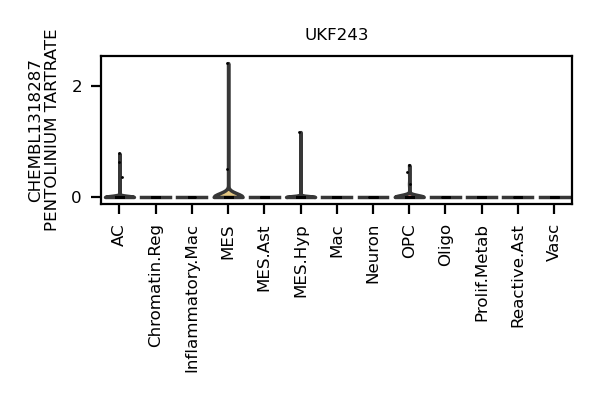 UKF243
CHEMBL1318287
PENTOLINIUM TARTRATE
2
0
AC
Chromatin.Reg
Inflammatory.Mac
MES
MES.Ast
MES.Hyp
Mac
Neuron
OPC
Oligo
Prolif.Metab
Reactive.Ast
Vasc